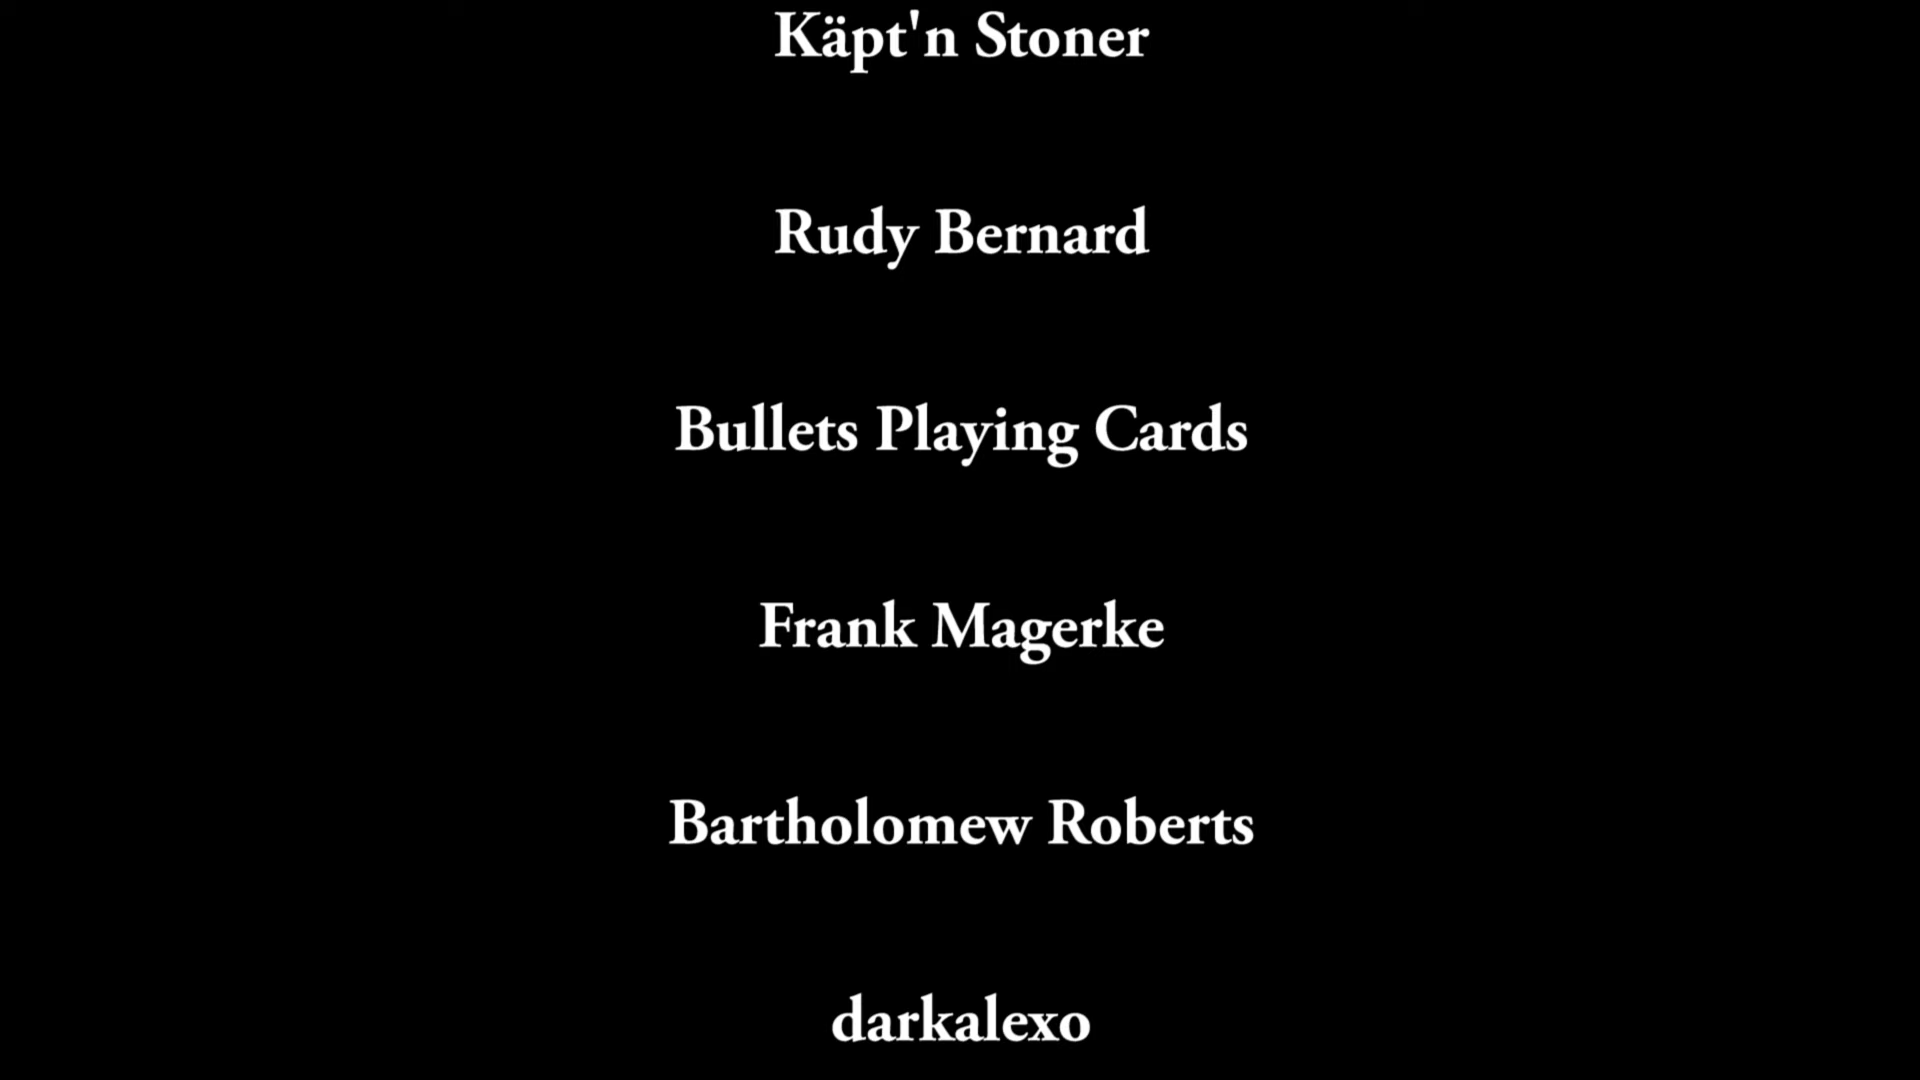 Käpt'n Stoner
Rudy Bernard
Bullets Playing Cards
Frank Magerke
Bartholomew Roberts
darkalexo